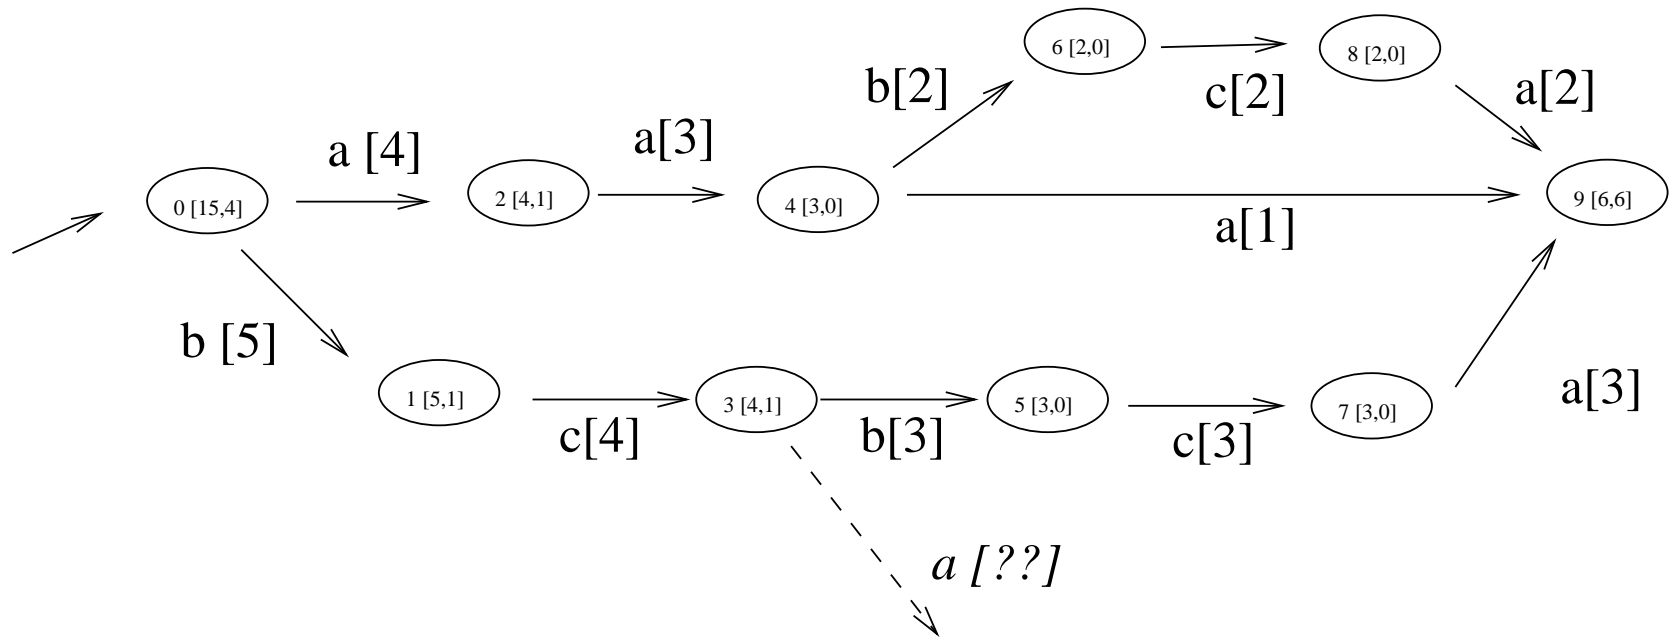 6 [2,0]
8 [2,0]
b[2]
c[2]
a[2]
a [4]
a[3]
0 [15,4]
2 [4,1]
4 [3,0]
9 [6,6]
a[1]
b [5]
1 [5,1]
3 [4,1]
5 [3,0]
7 [3,0]
a[3]
c[4]
b[3]
c[3]
a [??]